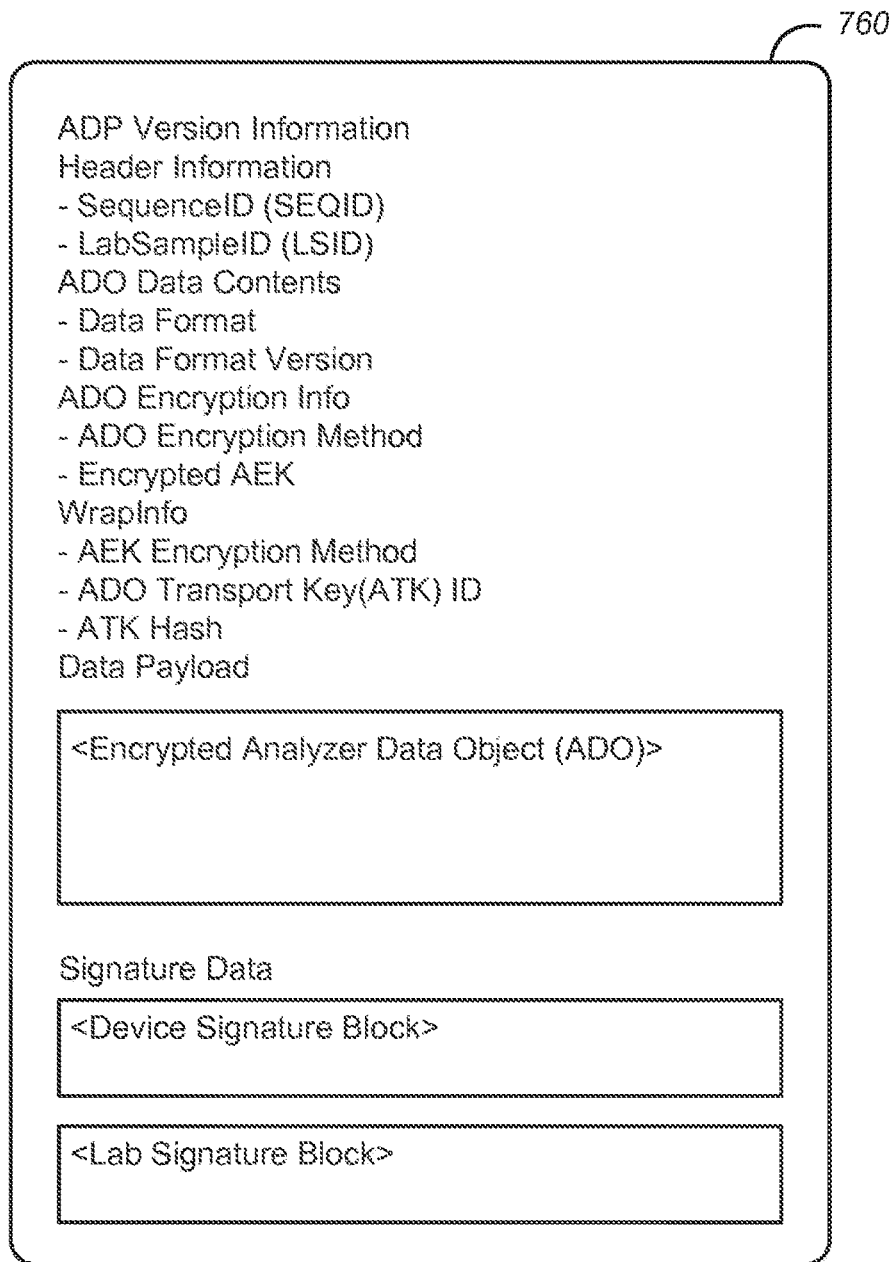 760
ADP Version Information
Header Information
- SequenceID (SEQID)
- LabSampleID (LSID)
ADO Data Contents
- Data Format
- Data Format Version
ADO Encryption Info
- ADO Encryption Method
- Encrypted AEK
WrapInfo
- AEK Encryption Method
- ADO Transport Key(ATK) ID
- ATK Hash
Data Payload
<Encrypted Analyzer Data Object (ADO)>
Signature Data
<Device Signature Block>
<Lab Signature Block>